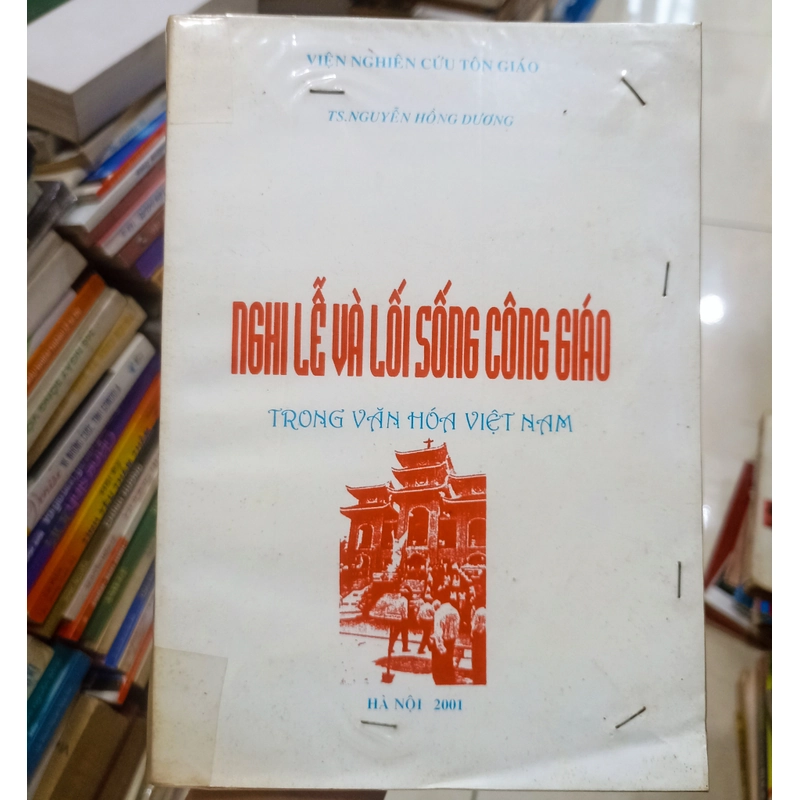 VIỆN NGHIÊN CỨU TÔN GIÁO
TS.NGUYỄN HỒNG DƯƠNG
NGHI LỄ VÀ LỐI SỐNG CÔNG GIÁO
TRONG VĂN HÓA VIỆT NAM
HÀ NỘI 2001